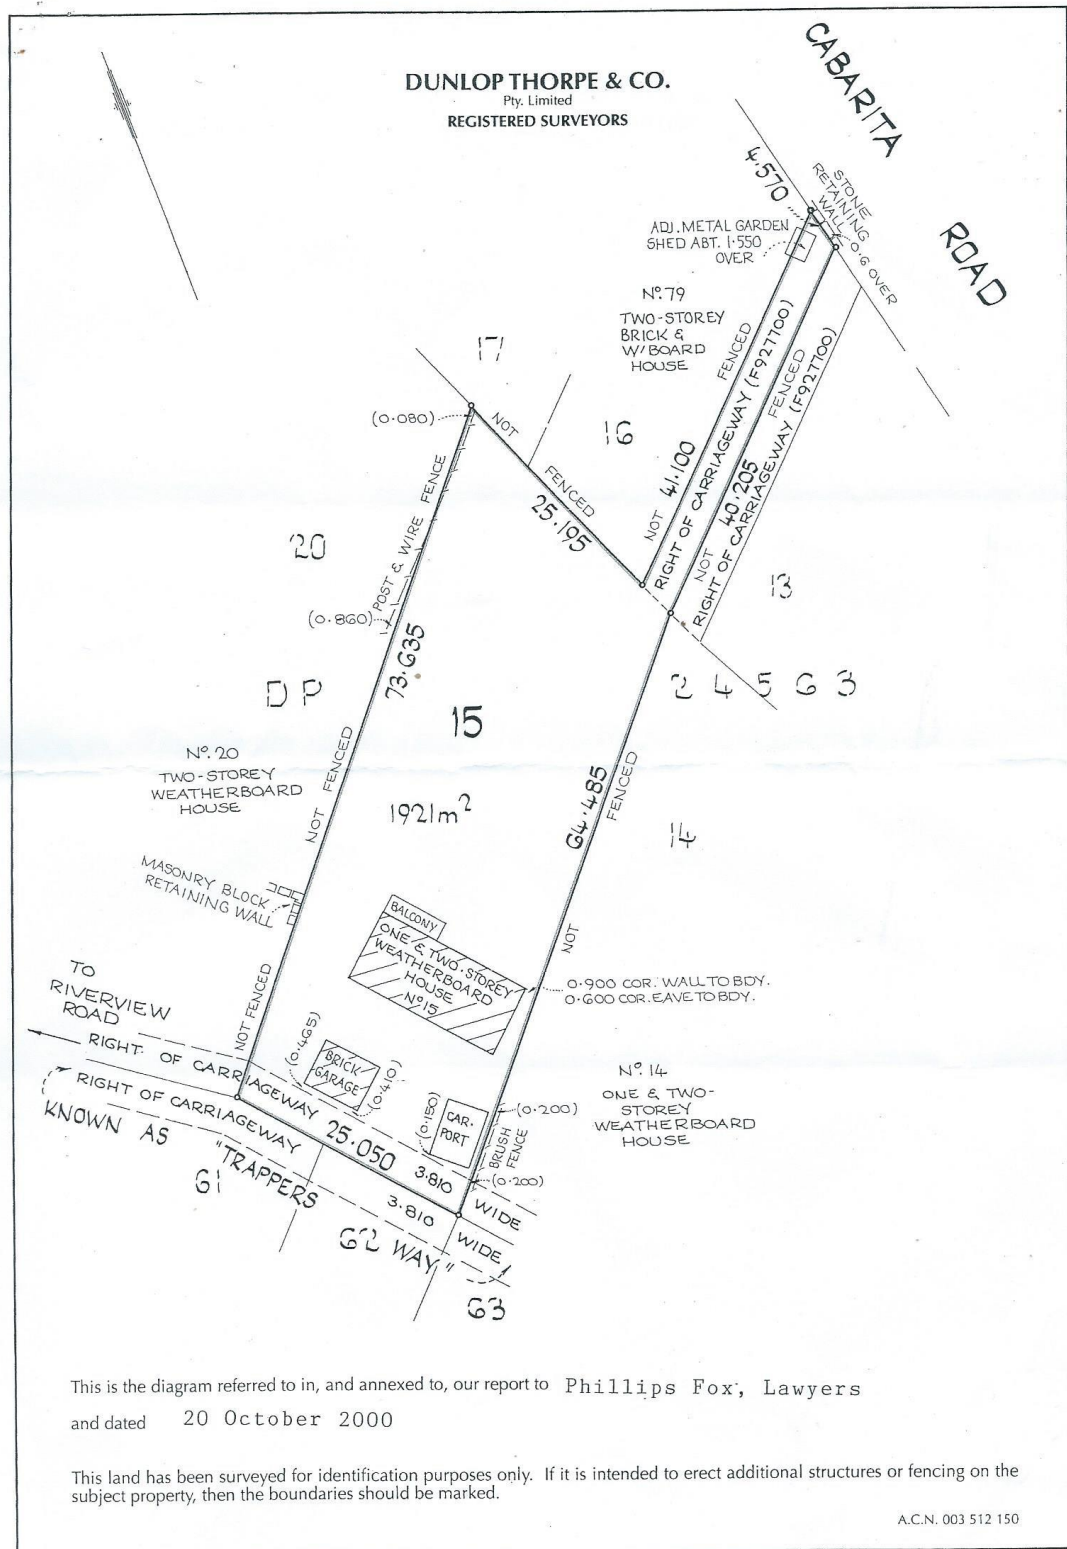 DUNLOP THORPE & CO.
Pty. Limited
REGISTERED SURVEYORS
CABARITA
ROAD
4.570
STONE
RETAINING
WALL 0.6 OVER
ADJ. METAL GARDEN
SHED ABT. 1.550
OVER
Nº.79
TWO-STOREY
BRICK &
W/BOARD
HOUSE
17
16
(0.080)
NOT
FENCED
25.195
NOT
41.100
FENCED
RIGHT OF CARRIAGEWAY (F927700)
NOT
40.205
FENCED
RIGHT OF CARRIAGEWAY (F927700)
13
20
POST & WIRE FENCE
(0.860)
73.635
DP
24563
15
1921m²
Nº.20
TWO-STOREY
WEATHERBOARD
HOUSE
NOT FENCED
64.485
NOT
FENCED
14
MASONRY BLOCK
RETAINING WALL
BALCONY
ONE & TWO-STOREY
WEATHERBOARD
HOUSE
Nº15
0.900 COR. WALL TO BDY.
0.600 COR. EAVE TO BDY.
TO
RIVERVIEW
ROAD
NOT FENCED
(0.465)
BRICK
GARAGE
(0.410)
(0.150)
CAR-
PORT
(0.200)
BRUSH
FENCE
(0.200)
Nº.14
ONE & TWO-
STOREY
WEATHERBOARD
HOUSE
RIGHT OF CARRIAGEWAY 3.810 WIDE
25.050
RIGHT OF CARRIAGEWAY 3.810 WIDE
KNOWN AS "TRAPPERS WAY"
61
62
63
This is the diagram referred to in, and annexed to, our report to Phillips Fox, Lawyers
and dated 20 October 2000
This land has been surveyed for identification purposes only. If it is intended to erect additional structures or fencing on the
subject property, then the boundaries should be marked.
A.C.N. 003 512 150